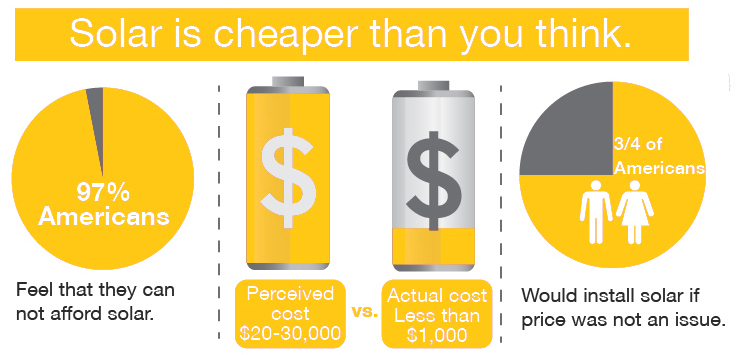 Solar is cheaper than you think.
97%
Americans
Feel that they can
not afford solar.
$
Perceived
cost
$20-30,000
vs.
$
Actual cost
Less than
$1,000
3/4 of
Americans
Would install solar if
price was not an issue.